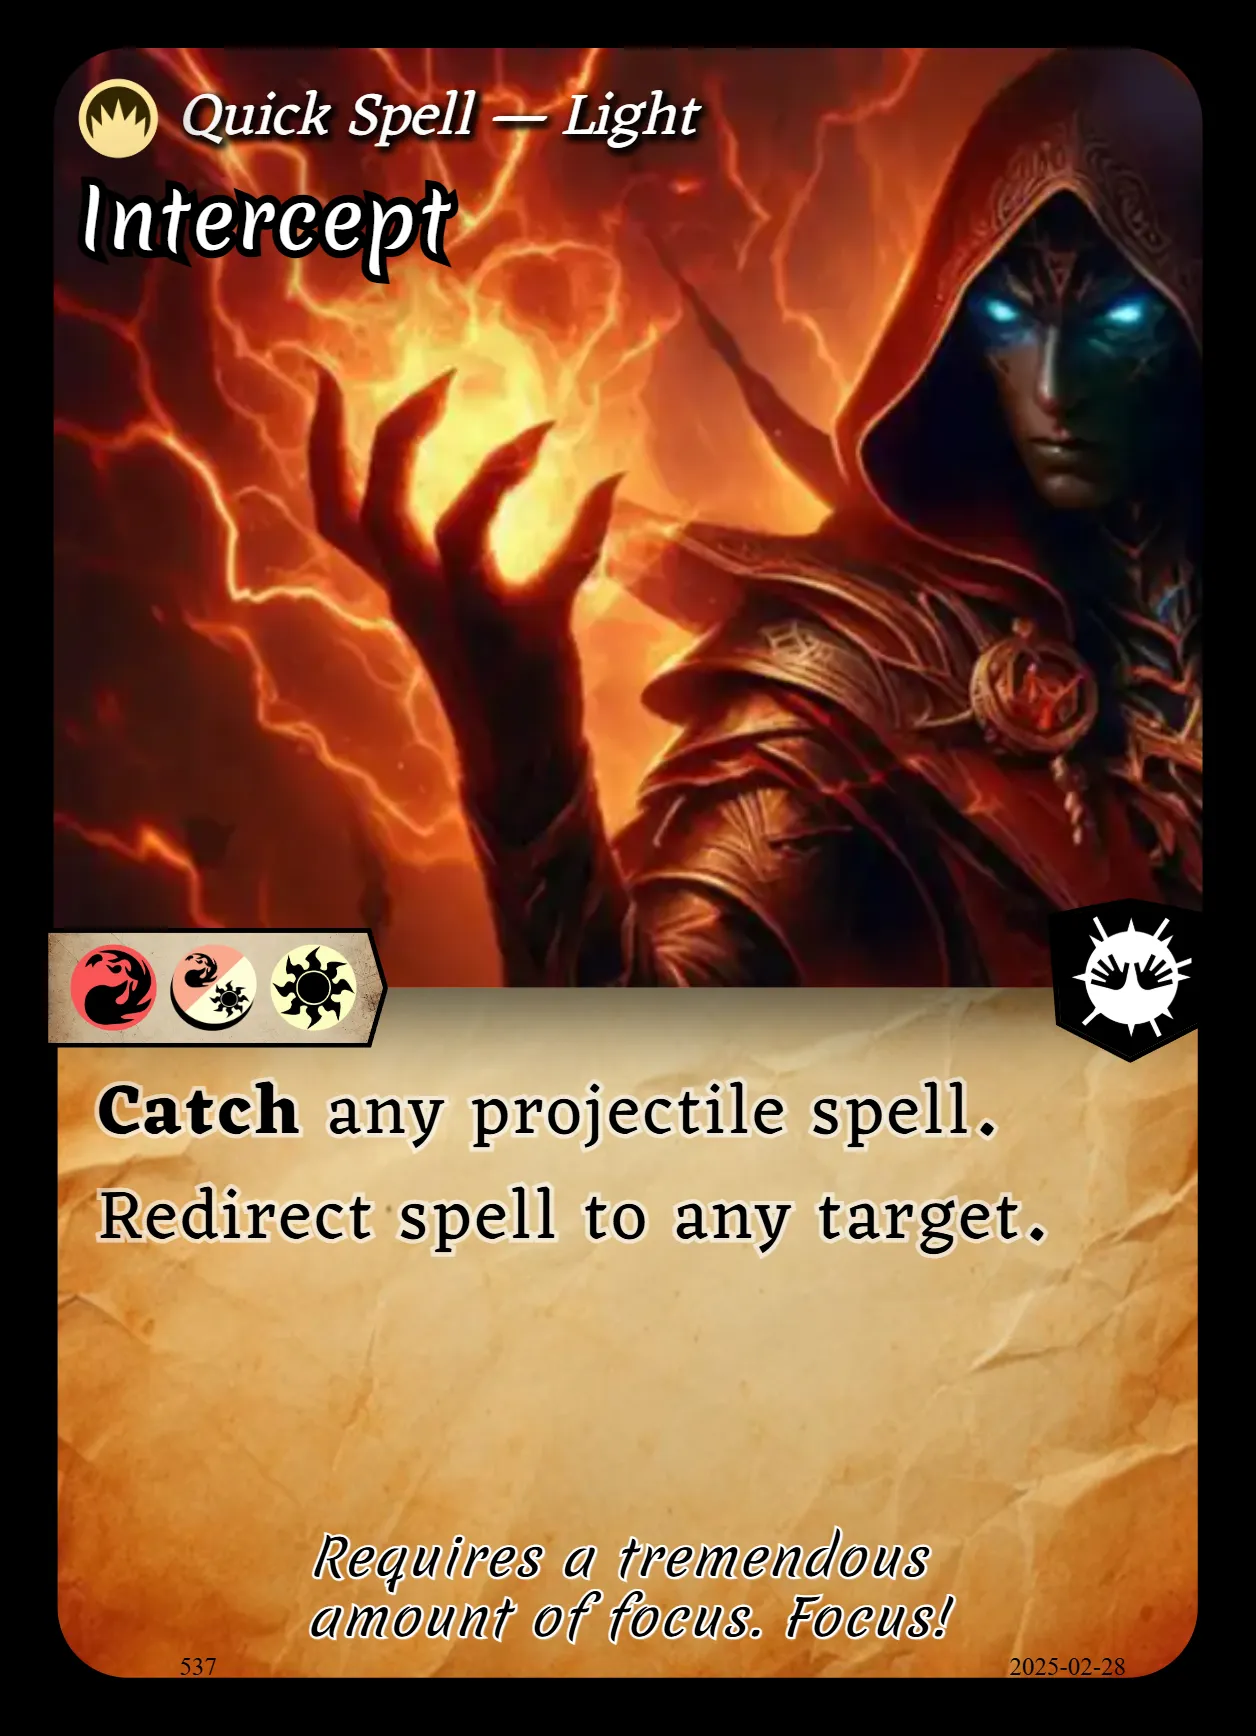 Quick Spell — Light
Intercept
Catch any projectile spell.
Redirect spell to any target.
Requires a tremendous
amount of focus. Focus!
537
2025-02-28